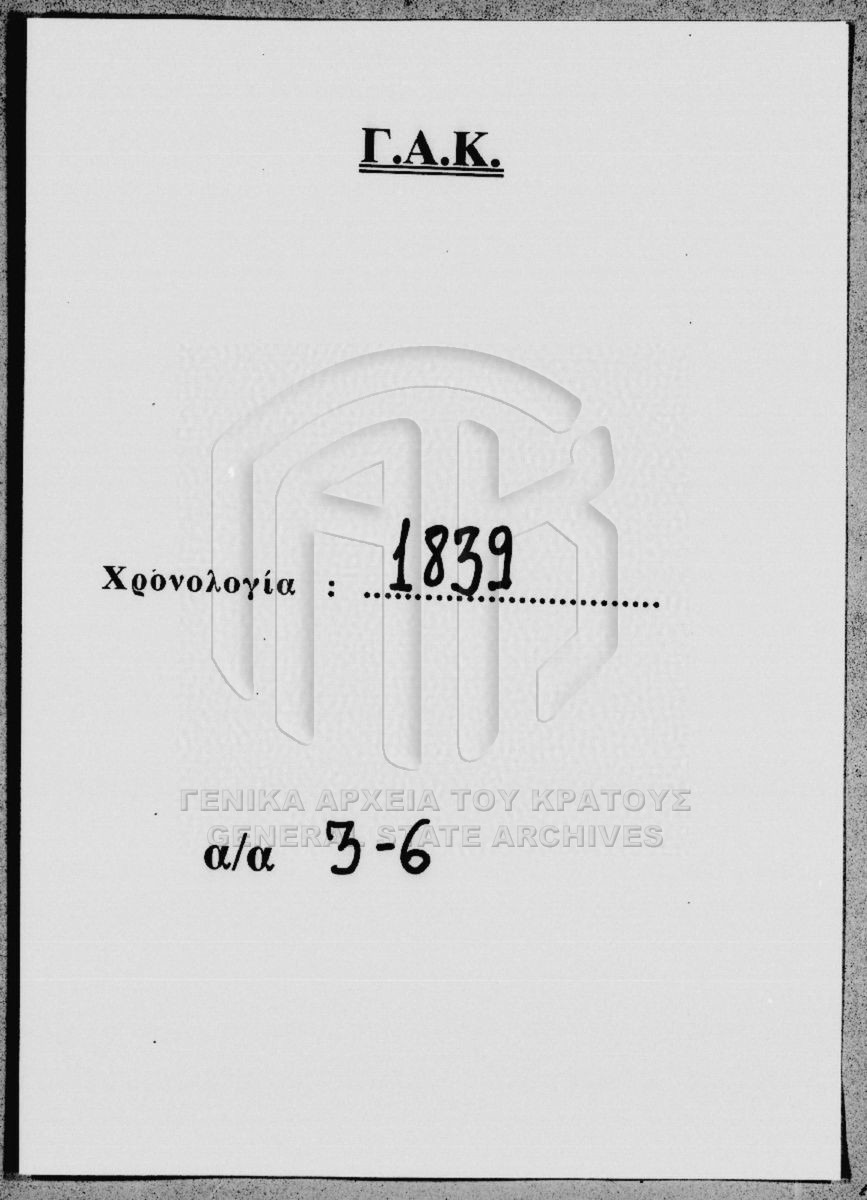 Γ.Α.Κ.
Χρονολογία : 1839
ΓΕΝΙΚΑ ΑΡΧΕΙΑ ΤΟΥ ΚΡΑΤΟΥΣ
GENERAL STATE ARCHIVES
α/α 3-6